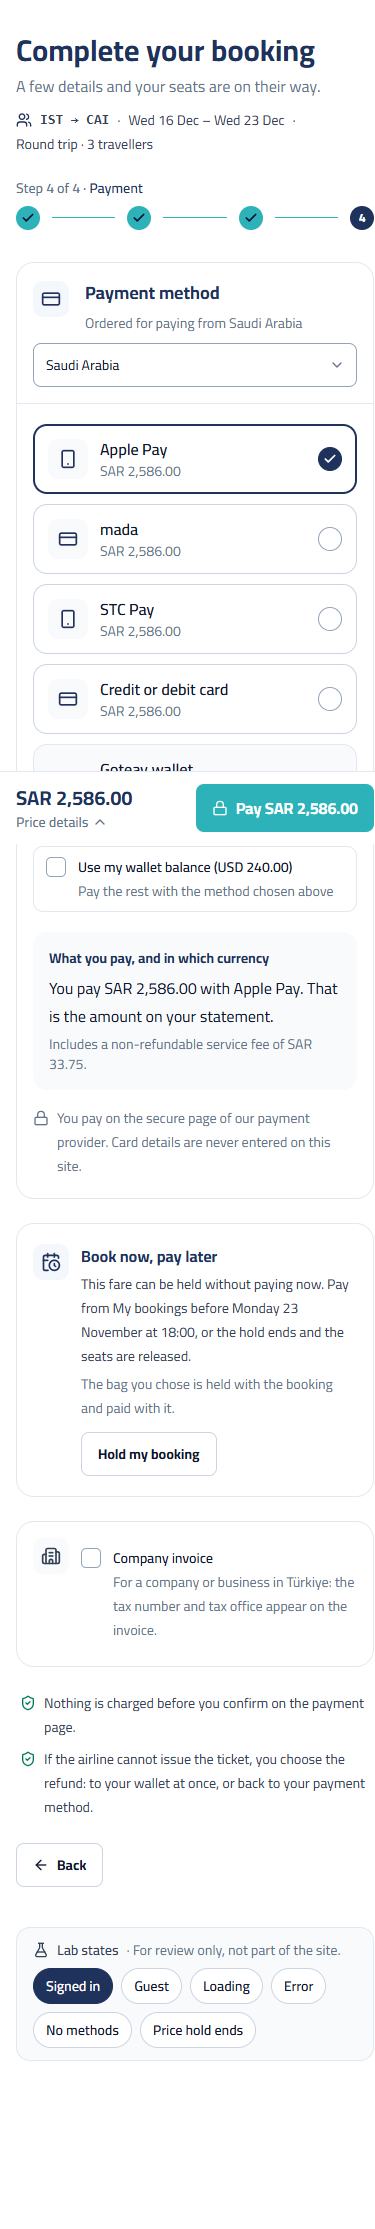 Complete your booking
A few details and your seats are on their way.
IST → CAI · Wed 16 Dec – Wed 23 Dec ·
Round trip · 3 travellers
Step 4 of 4 · Payment
4
Payment method
Ordered for paying from Saudi Arabia
Saudi Arabia
Apple Pay
SAR 2,586.00
mada
SAR 2,586.00
STC Pay
SAR 2,586.00
Credit or debit card
SAR 2,586.00
Goteay wallet
SAR 2,586.00
Price details
Pay SAR 2,586.00
Use my wallet balance (USD 240.00)
Pay the rest with the method chosen above
What you pay, and in which currency
You pay SAR 2,586.00 with Apple Pay. That
is the amount on your statement.
Includes a non-refundable service fee of SAR
33.75.
You pay on the secure page of our payment
provider. Card details are never entered on this
site.
Book now, pay later
This fare can be held without paying now. Pay
from My bookings before Monday 23
November at 18:00, or the hold ends and the
seats are released.
The bag you chose is held with the booking
and paid with it.
Hold my booking
Company invoice
For a company or business in Türkiye: the
tax number and tax office appear on the
invoice.
Nothing is charged before you confirm on the payment
page.
If the airline cannot issue the ticket, you choose the
refund: to your wallet at once, or back to your payment
method.
Back
Lab states · For review only, not part of the site.
Signed in
Guest
Loading
Error
No methods
Price hold ends